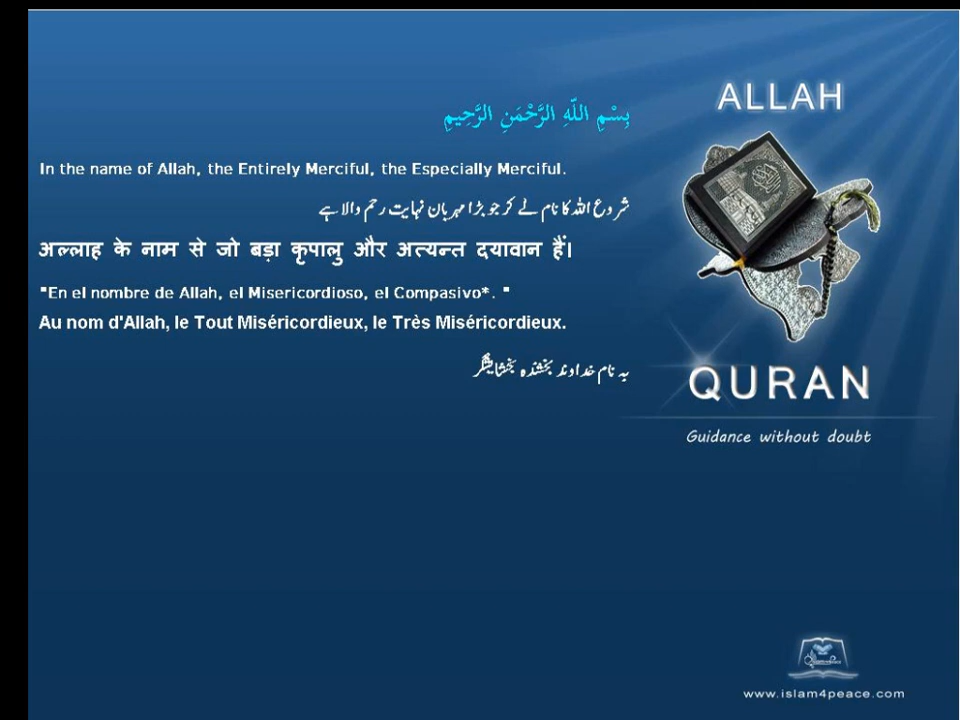 بِسْمِ اللّهِ الرَّحْمَنِ الرَّحِيمِ
In the name of Allah, the Entirely Merciful, the Especially Merciful.
شروع الله کا نام لے کر جو بڑا مہربان نہایت رحم والا ہے
अल्लाह के नाम से जो बड़ा कृपालु और अत्यन्त दयावान हैं।
"En el nombre de Allah, el Misericordioso, el Compasivo*. "
Au nom d'Allah, le Tout Miséricordieux, le Très Miséricordieux.
به نام خداوند بخشنده بخشایشگر
ALLAH
QURAN
Guidance without doubt
www.islam4peace.com